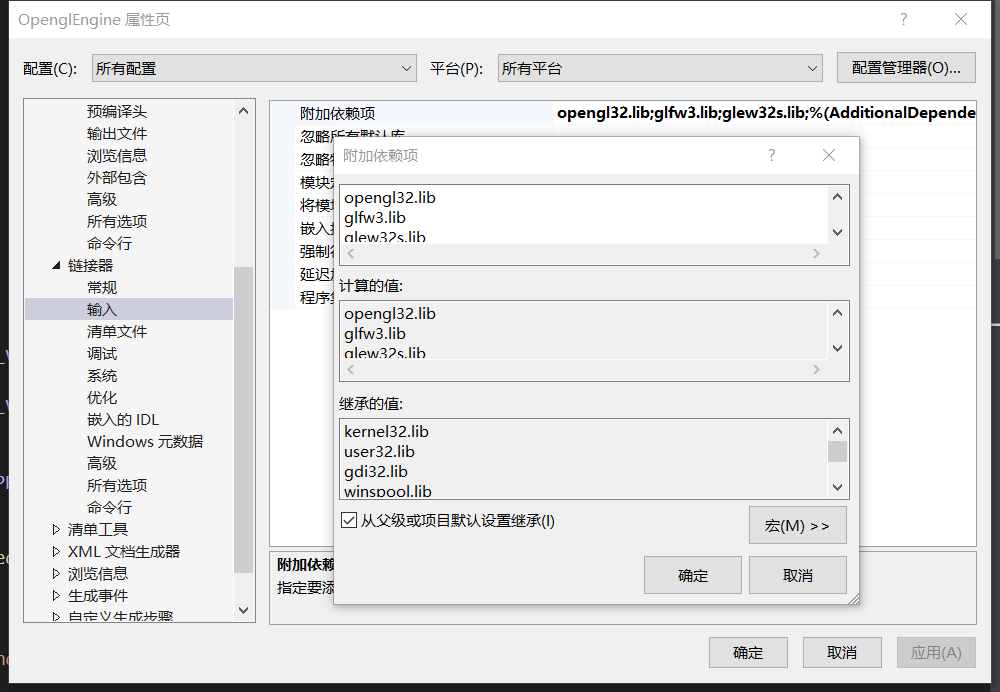 OpenglEngine 属性页
配置(C):
所有配置
平台(P):
所有平台
配置管理器(O)...
预编译头
输出文件
浏览信息
外部包含
高级
所有选项
命令行
链接器
常规
输入
清单文件
调试
系统
优化
嵌入的 IDL
Windows 元数据
高级
所有选项
命令行
清单工具
XML 文档生成器
浏览信息
生成事件
自定义生成步骤
附加依赖项
opengl32.lib;glfw3.lib;glew32s.lib;%(AdditionalDepende
忽略所有默认库
忽略
模块
将模
嵌入
强制
延迟
程序
附加依赖项
opengl32.lib
glfw3.lib
glew32s.lib
计算的值:
opengl32.lib
glfw3.lib
glew32s.lib
继承的值:
kernel32.lib
user32.lib
gdi32.lib
winspool.lib
从父级或项目默认设置继承(I)
宏(M) >>
确定
取消
附加依赖
指定要添
确定
取消
应用(A)